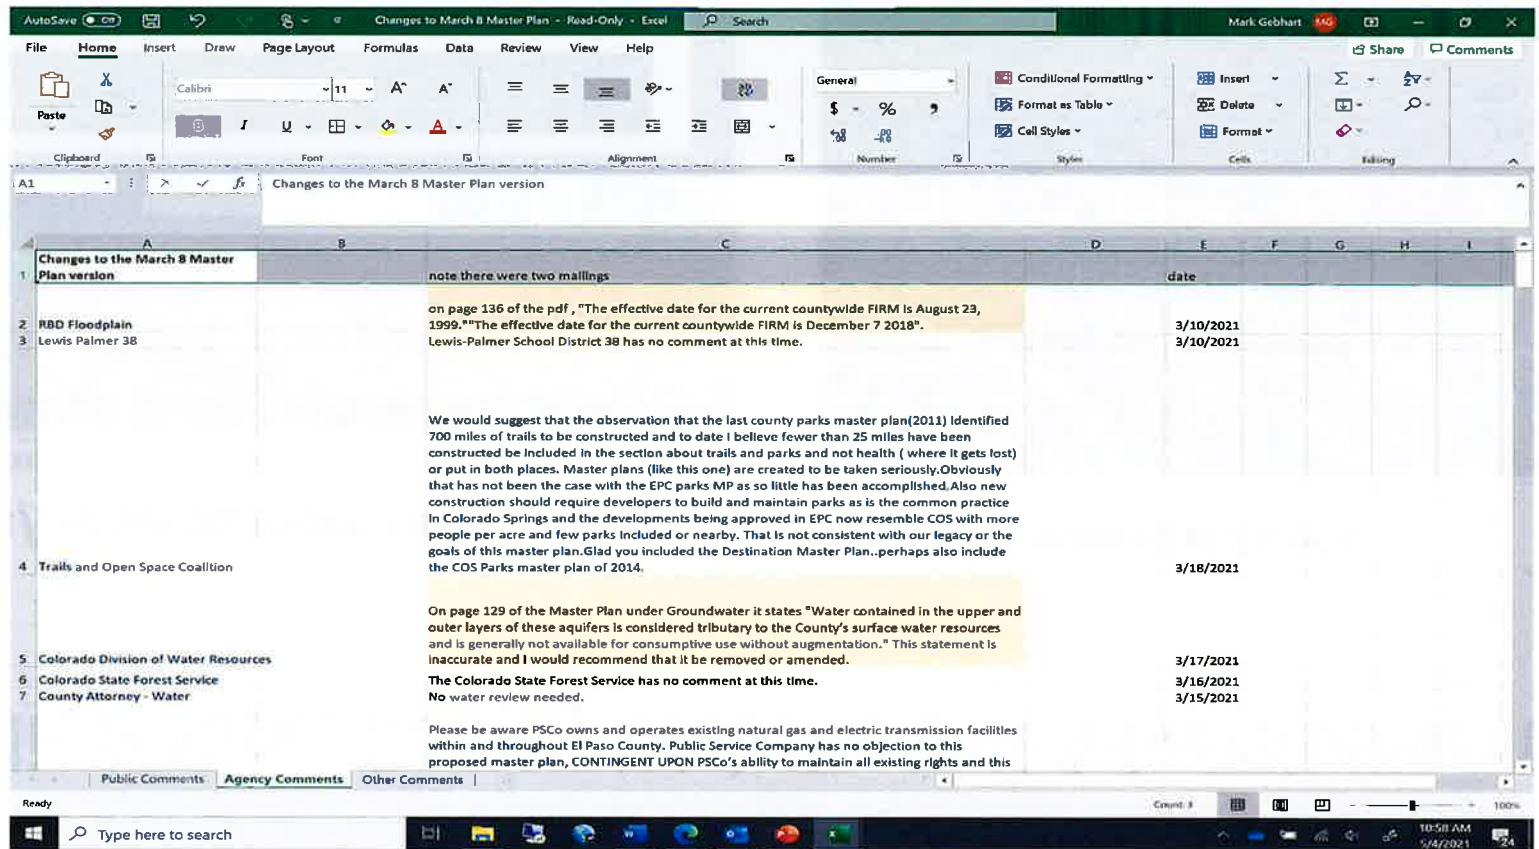 AutoSave Off Changes to March 8 Master Plan - Read-Only - Excel Search Mark Gebhart MG
File Home Insert Draw Page Layout Formulas Data Review View Help Share Comments
Calibri 11 A^ A General Conditional Formatting Insert
Paste Format as Table Delete
B I U A $ % , Cell Styles Format
Clipboard Font Alignment Number Styles Cells Editing
A1 fx Changes to the March 8 Master Plan version
A B C D E F G H I
Changes to the March 8 Master
1 Plan version note there were two mailings date
on page 136 of the pdf , "The effective date for the current countywide FIRM is August 23,
2 RBD Floodplain 1999.""The effective date for the current countywide FIRM is December 7 2018". 3/10/2021
3 Lewis Palmer 38 Lewis-Palmer School District 38 has no comment at this time. 3/10/2021
We would suggest that the observation that the last county parks master plan(2011) identified
700 miles of trails to be constructed and to date I believe fewer than 25 miles have been
constructed be included in the section about trails and parks and not health ( where it gets lost)
or put in both places. Master plans (like this one) are created to be taken seriously.Obviously
that has not been the case with the EPC parks MP as so little has been accomplished.Also new
construction should require developers to build and maintain parks as is the common practice
in Colorado Springs and the developments being approved in EPC now resemble COS with more
people per acre and few parks included or nearby. That is not consistent with our legacy or the
goals of this master plan.Glad you included the Destination Master Plan..perhaps also include
4 Trails and Open Space Coalition the COS Parks master plan of 2014. 3/18/2021
On page 129 of the Master Plan under Groundwater it states "Water contained in the upper and
outer layers of these aquifers is considered tributary to the County's surface water resources
and is generally not available for consumptive use without augmentation." This statement is
5 Colorado Division of Water Resources inaccurate and I would recommend that it be removed or amended. 3/17/2021
6 Colorado State Forest Service The Colorado State Forest Service has no comment at this time. 3/16/2021
7 County Attorney - Water No water review needed. 3/15/2021
Please be aware PSCo owns and operates existing natural gas and electric transmission facilities
within and throughout El Paso County. Public Service Company has no objection to this
proposed master plan, CONTINGENT UPON PSCo's ability to maintain all existing rights and this
Public Comments Agency Comments Other Comments
Ready Count: 3 100%
Type here to search 10:58 AM
5/4/2021 24